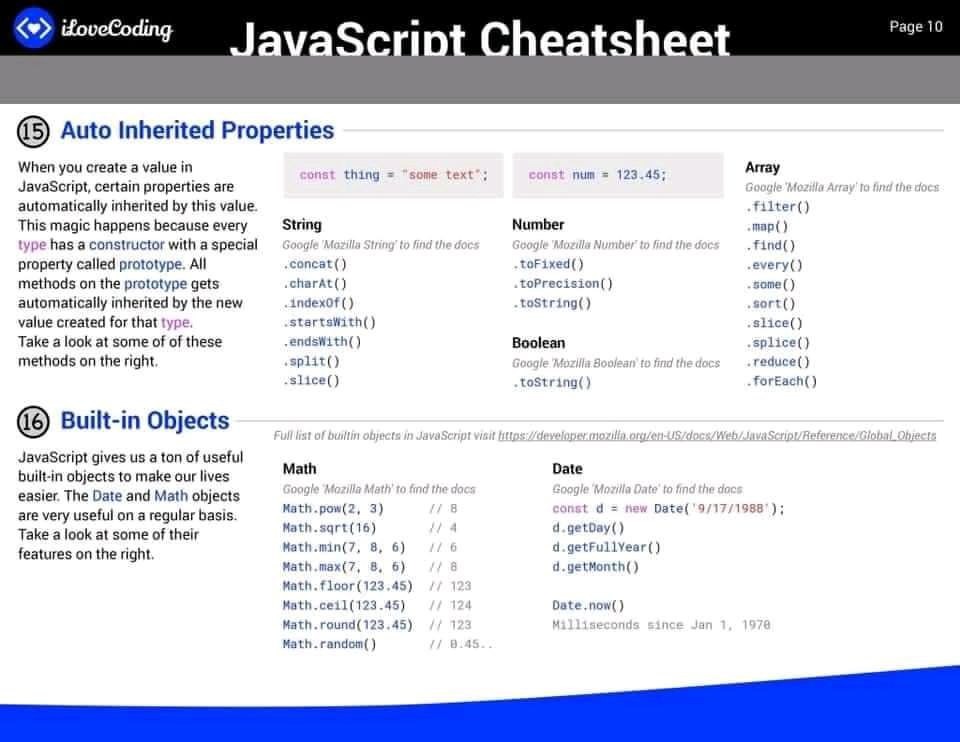 iLoveCoding
JavaScript Cheatsheet
Page 10
15 Auto Inherited Properties
When you create a value in
JavaScript, certain properties are
automatically inherited by this value.
This magic happens because every
type has a constructor with a special
property called prototype. All
methods on the prototype gets
automatically inherited by the new
value created for that type.
Take a look at some of of these
methods on the right.
const thing = "some text";
String
Google 'Mozilla String' to find the docs
.concat()
.charAt()
.indexOf()
.startsWith()
.endsWith()
.split()
.slice()
const num = 123.45;
Number
Google 'Mozilla Number' to find the docs
.toFixed()
.toPrecision()
.toString()
Boolean
Google 'Mozilla Boolean' to find the docs
.toString()
Array
Google 'Mozilla Array' to find the docs
.filter()
.map()
.find()
.every()
.some()
.sort()
.slice()
.splice()
.reduce()
.forEach()
16 Built-in Objects
Full list of builtin objects in JavaScript visit https://developer.mozilla.org/en-US/docs/Web/JavaScript/Reference/Global_Objects
JavaScript gives us a ton of useful
built-in objects to make our lives
easier. The Date and Math objects
are very useful on a regular basis.
Take a look at some of their
features on the right.
Math
Google 'Mozilla Math' to find the docs
Math.pow(2, 3) // 8
Math.sqrt(16) // 4
Math.min(7, 8, 6) // 6
Math.max(7, 8, 6) // 8
Math.floor(123.45) // 123
Math.ceil(123.45) // 124
Math.round(123.45) // 123
Math.random() // 0.45..
Date
Google 'Mozilla Date' to find the docs
const d = new Date('9/17/1988');
d.getDay()
d.getFullYear()
d.getMonth()
Date.now()
Milliseconds since Jan 1, 1970